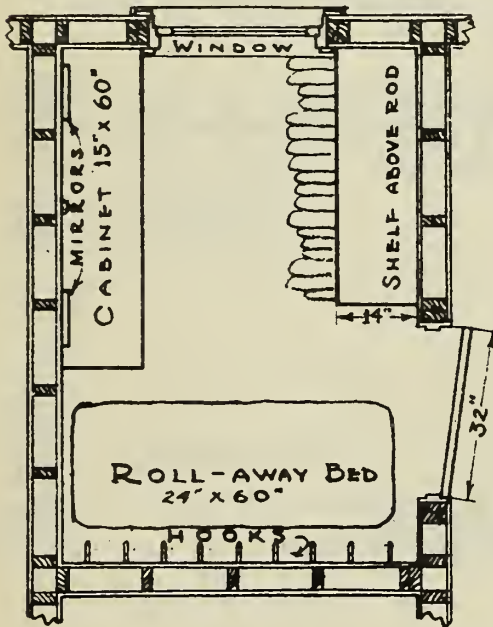 WINDOW
MIRRORS
CABINET 15" x 60"
SHELF ABOVE ROD
14"
32"
ROLL-AWAY BED
24" x 60"
HOOKS